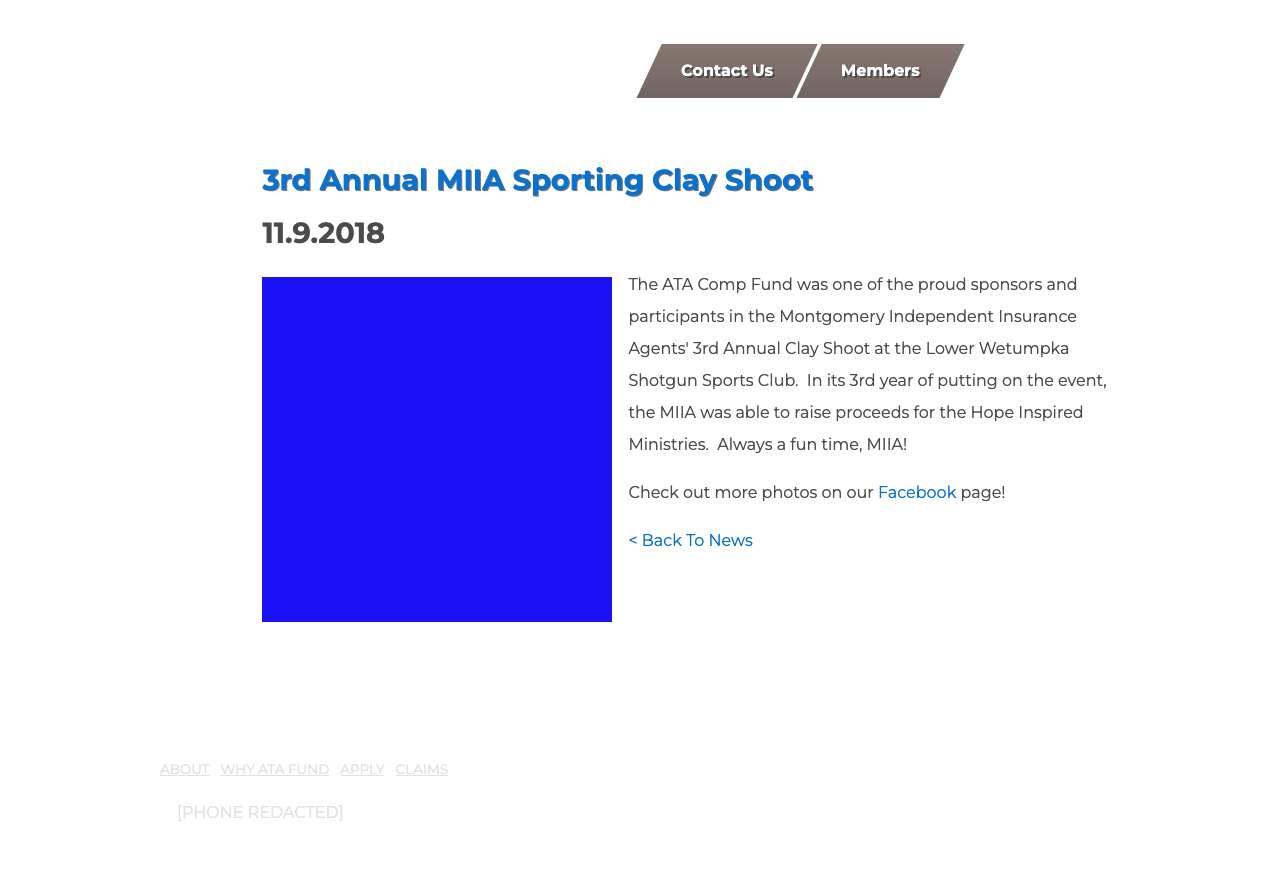 Contact Us Members
3rd Annual MIIA Sporting Clay Shoot
11.9.2018
The ATA Comp Fund was one of the proud sponsors and
participants in the Montgomery Independent Insurance
Agents' 3rd Annual Clay Shoot at the Lower Wetumpka
Shotgun Sports Club.  In its 3rd year of putting on the event,
the MIIA was able to raise proceeds for the Hope Inspired
Ministries.  Always a fun time, MIIA!
Check out more photos on our Facebook page!
< Back To News
ABOUT WHY ATA FUND APPLY CLAIMS
[PHONE REDACTED]